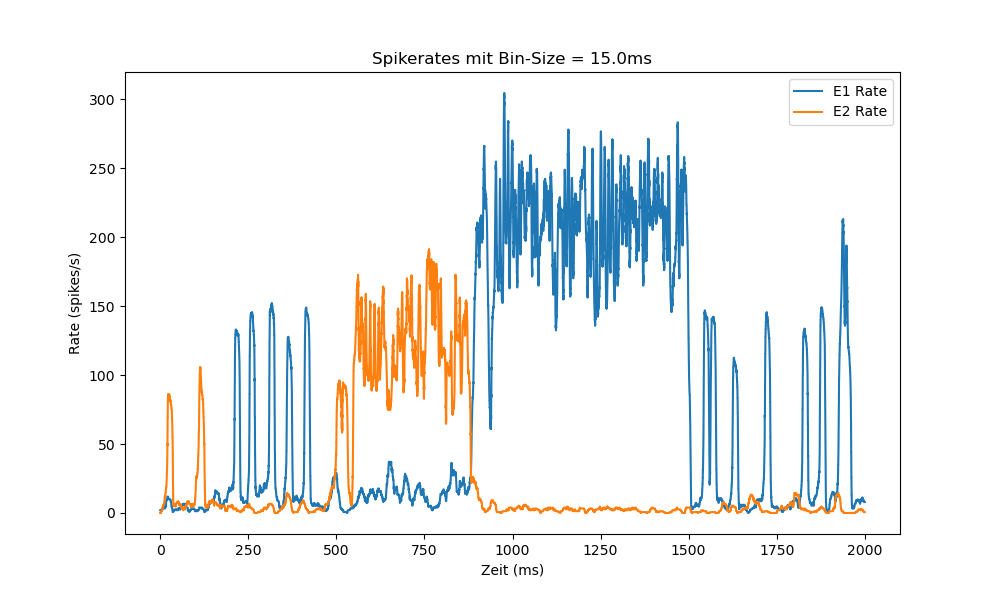 Spikerates mit Bin-Size = 15.0ms
E1 Rate
E2 Rate
Rate (spikes/s)
300
250
200
150
100
50
0
0 250 500 750 1000 1250 1500 1750 2000
Zeit (ms)